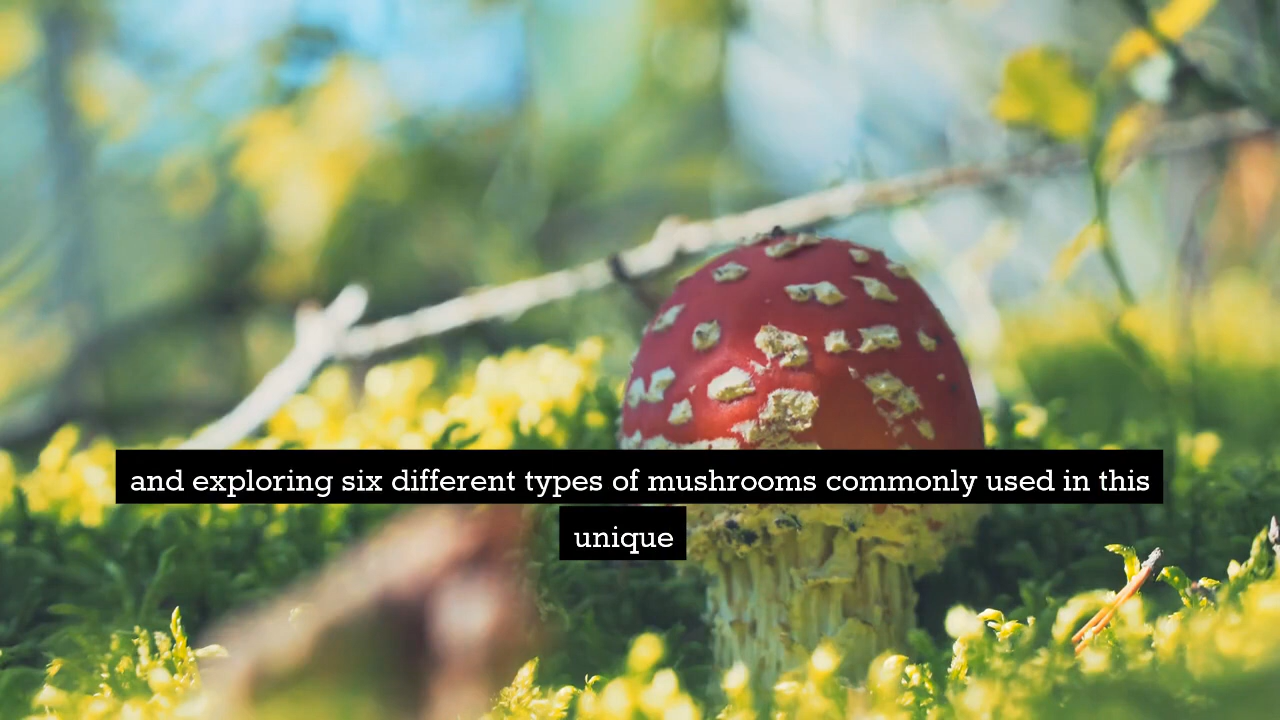 and exploring six different types of mushrooms commonly used in this
unique